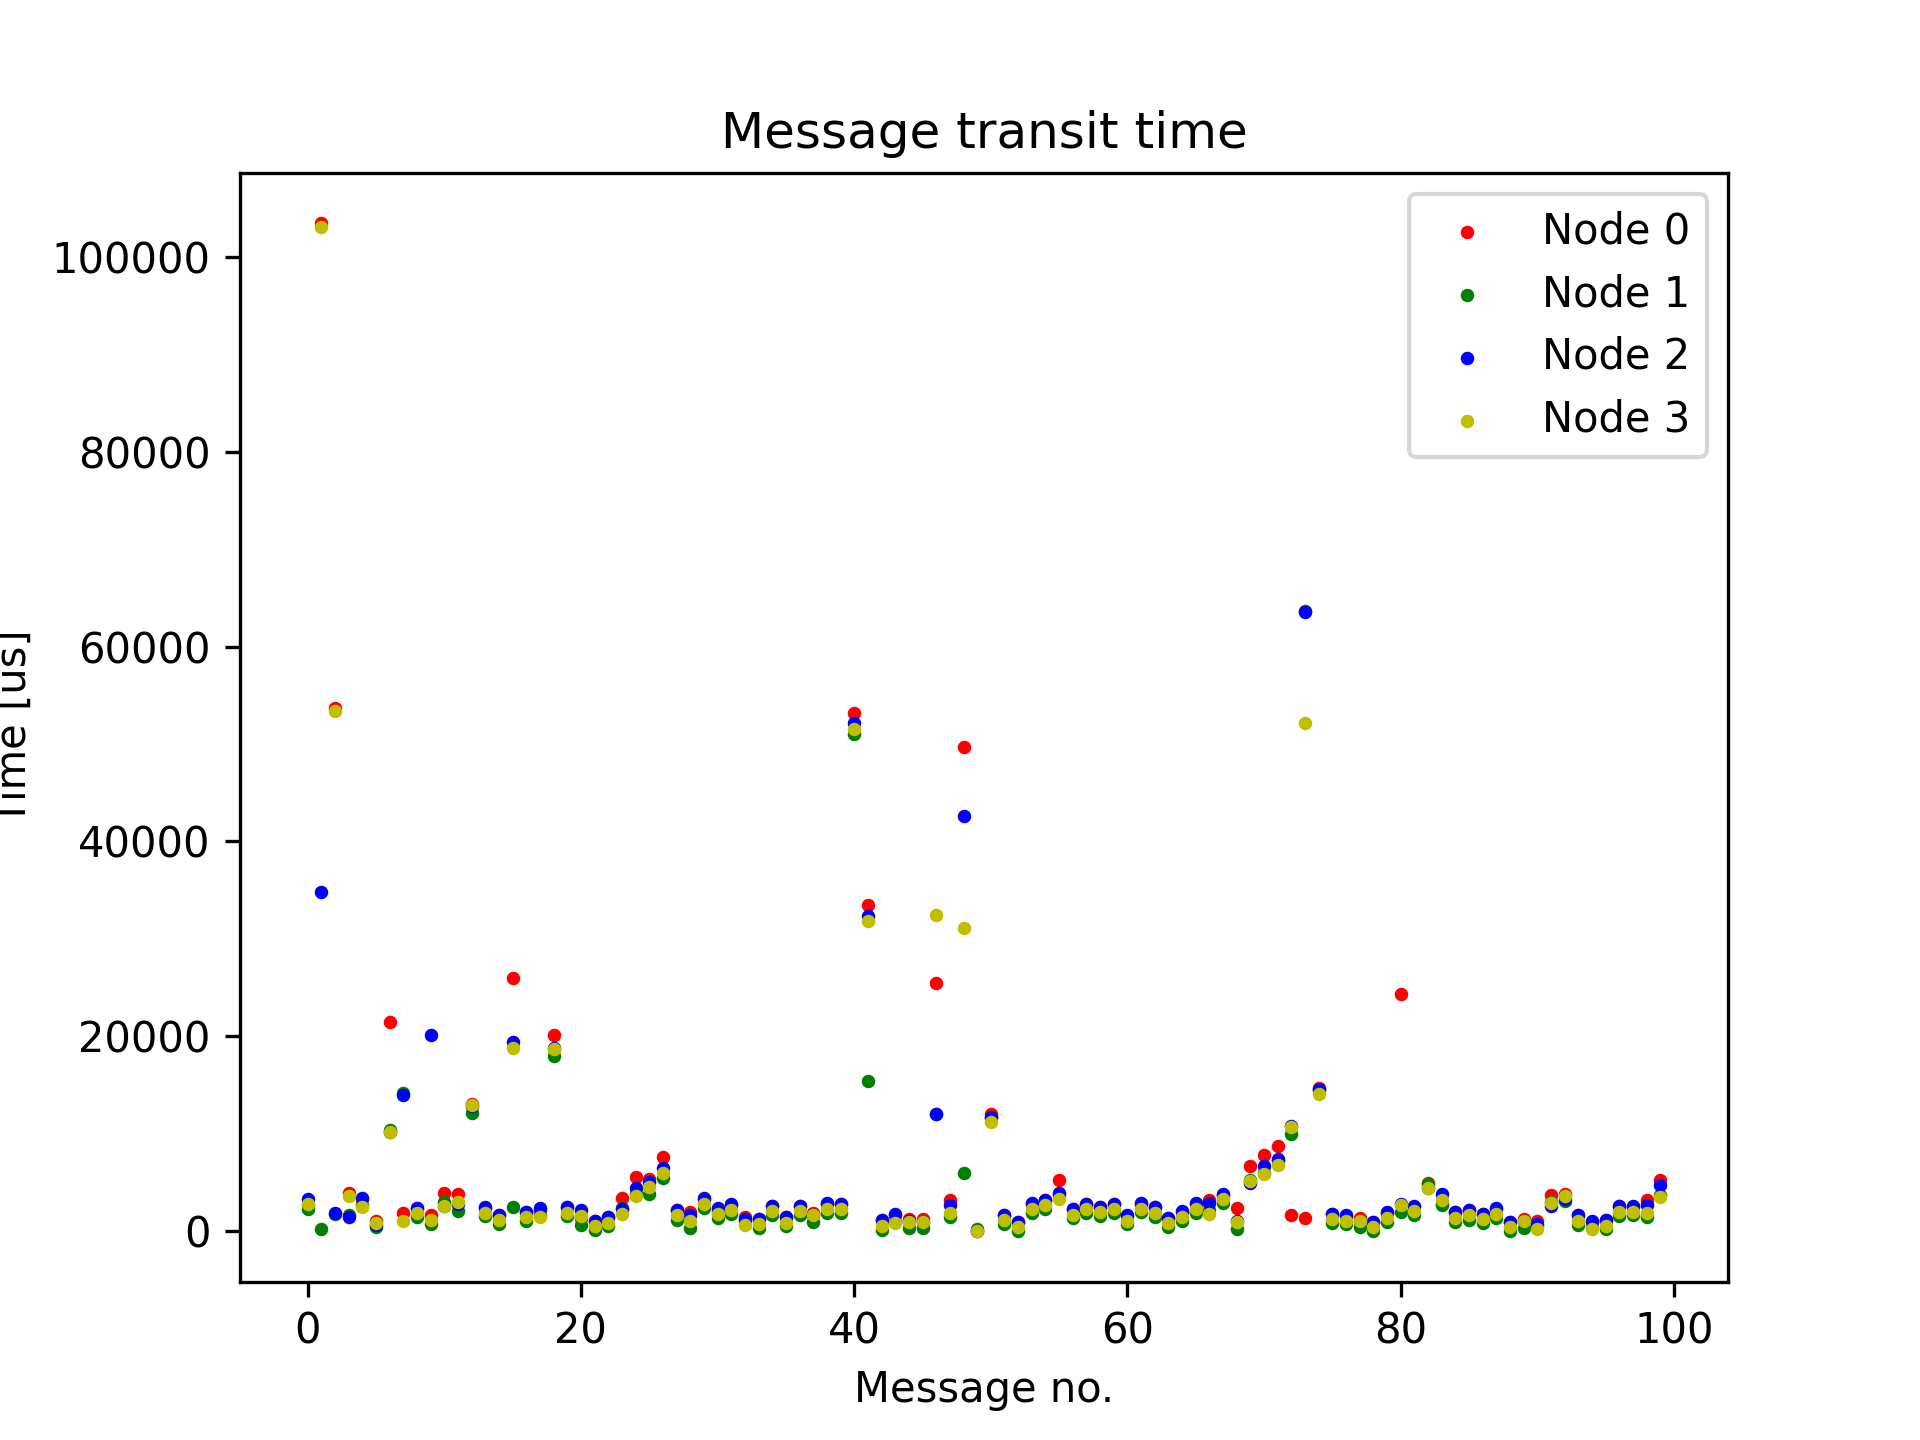 Message transit time
Node 0
Node 1
Node 2
Node 3
100000
80000
60000
40000
20000
0
Time [us]
0 20 40 60 80 100
Message no.